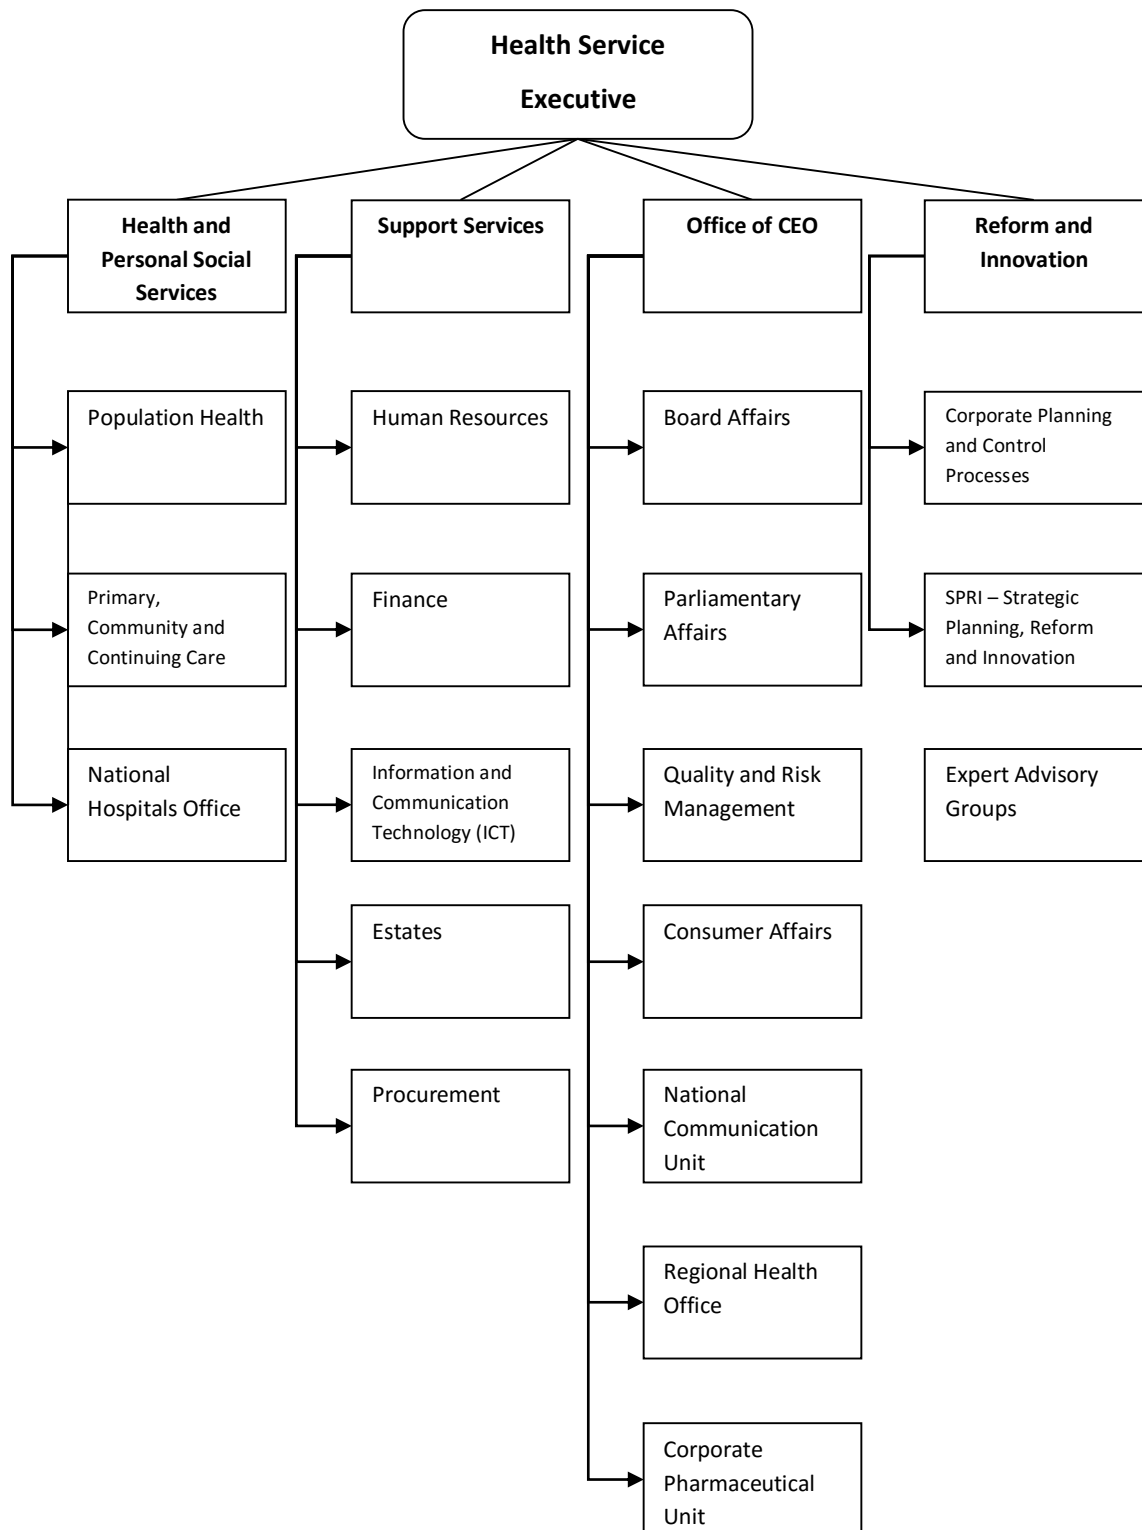 Health Service
Executive
Health and
Personal Social
Services
Support Services
Office of CEO
Reform and
Innovation
Population Health
Human Resources
Board Affairs
Corporate Planning
and Control
Processes
Primary,
Community and
Continuing Care
Finance
Parliamentary
Affairs
SPRI – Strategic
Planning, Reform
and Innovation
National
Hospitals Office
Information and
Communication
Technology (ICT)
Quality and Risk
Management
Expert Advisory
Groups
Estates
Consumer Affairs
Procurement
National
Communication
Unit
Regional Health
Office
Corporate
Pharmaceutical
Unit